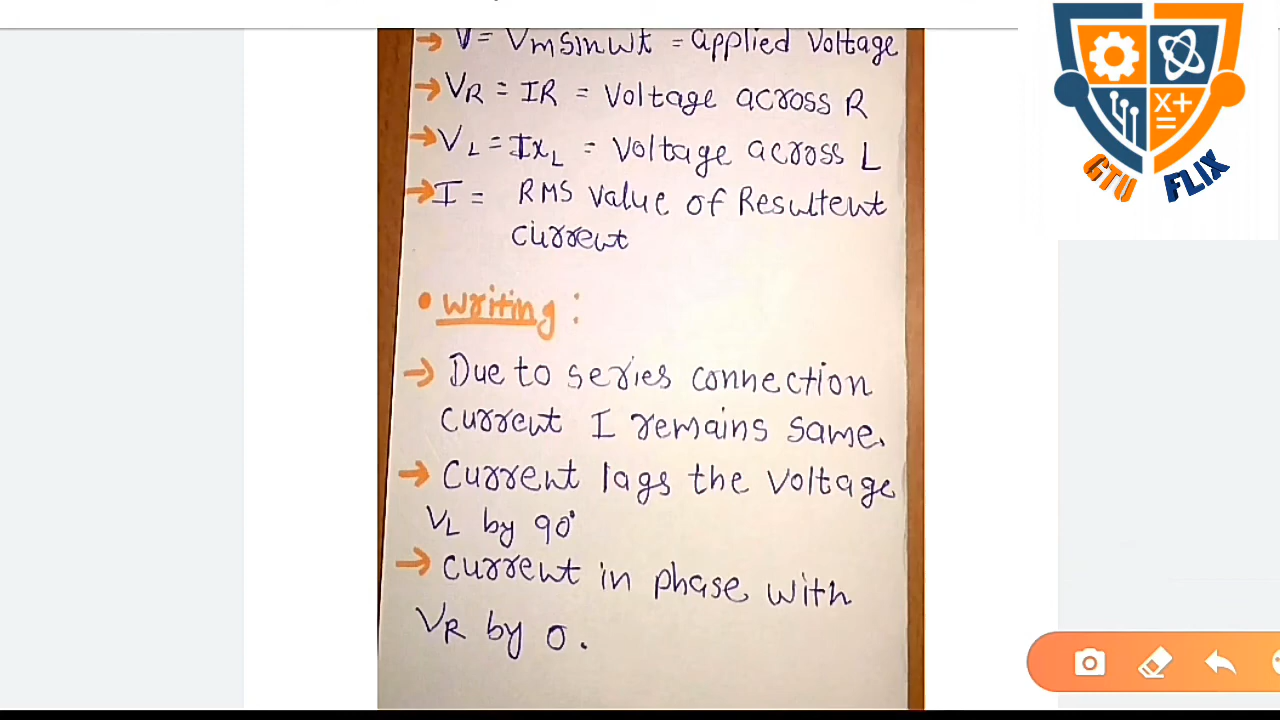 → V = Vm sinwt = applied Voltage
→ VR = IR = Voltage across R
→ VL = IXL = Voltage across L
→ I = RMS value of Resultent
current
• Writing :
→ Due to series connection
current I remains same.
→ Current lags the Voltage
VL by 90°
→ Current in phase with
VR by 0.
X+
=
GTU FLIX